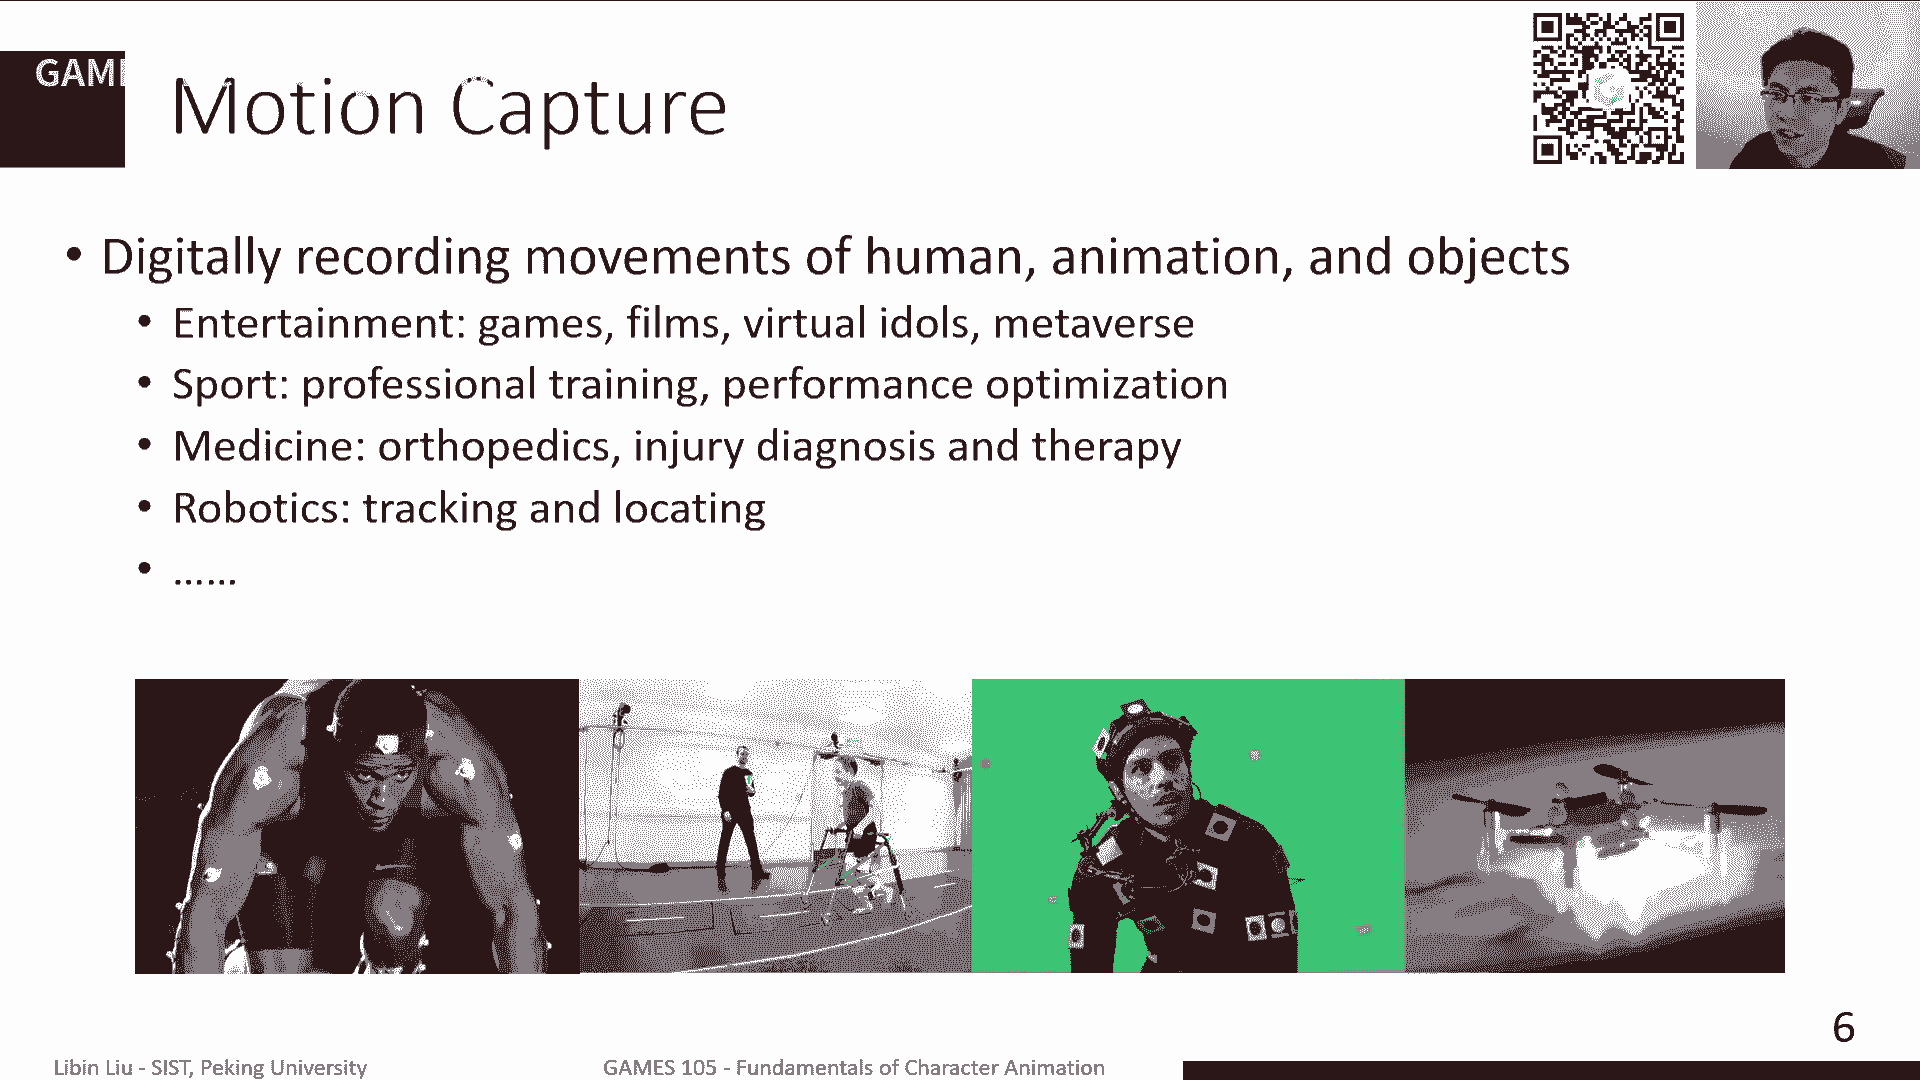 GAME
Motion Capture
• Digitally recording movements of human, animation, and objects
• Entertainment: games, films, virtual idols, metaverse
• Sport: professional training, performance optimization
• Medicine: orthopedics, injury diagnosis and therapy
• Robotics: tracking and locating
• ……
6
Libin Liu - SIST, Peking University
GAMES 105 - Fundamentals of Character Animation